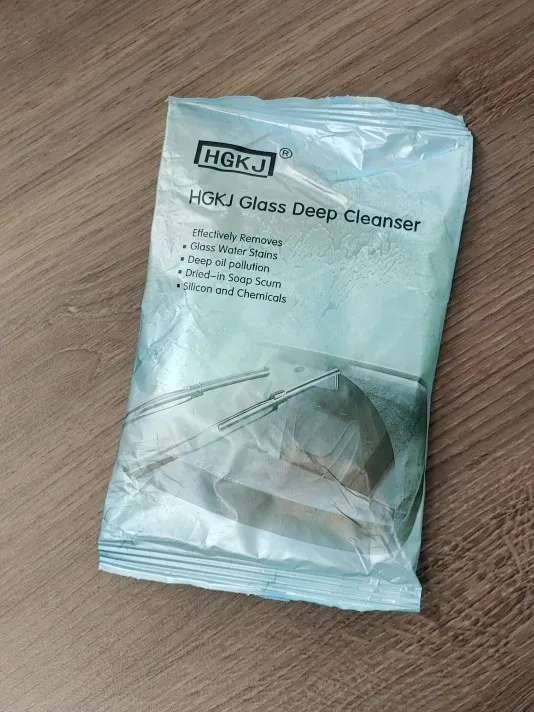 HGKJ®
HGKJ Glass Deep Cleanser
Effectively Removes
▪ Glass Water Stains
▪ Deep oil pollution
▪ Dried-in Soap Scum
▪ Silicon and Chemicals